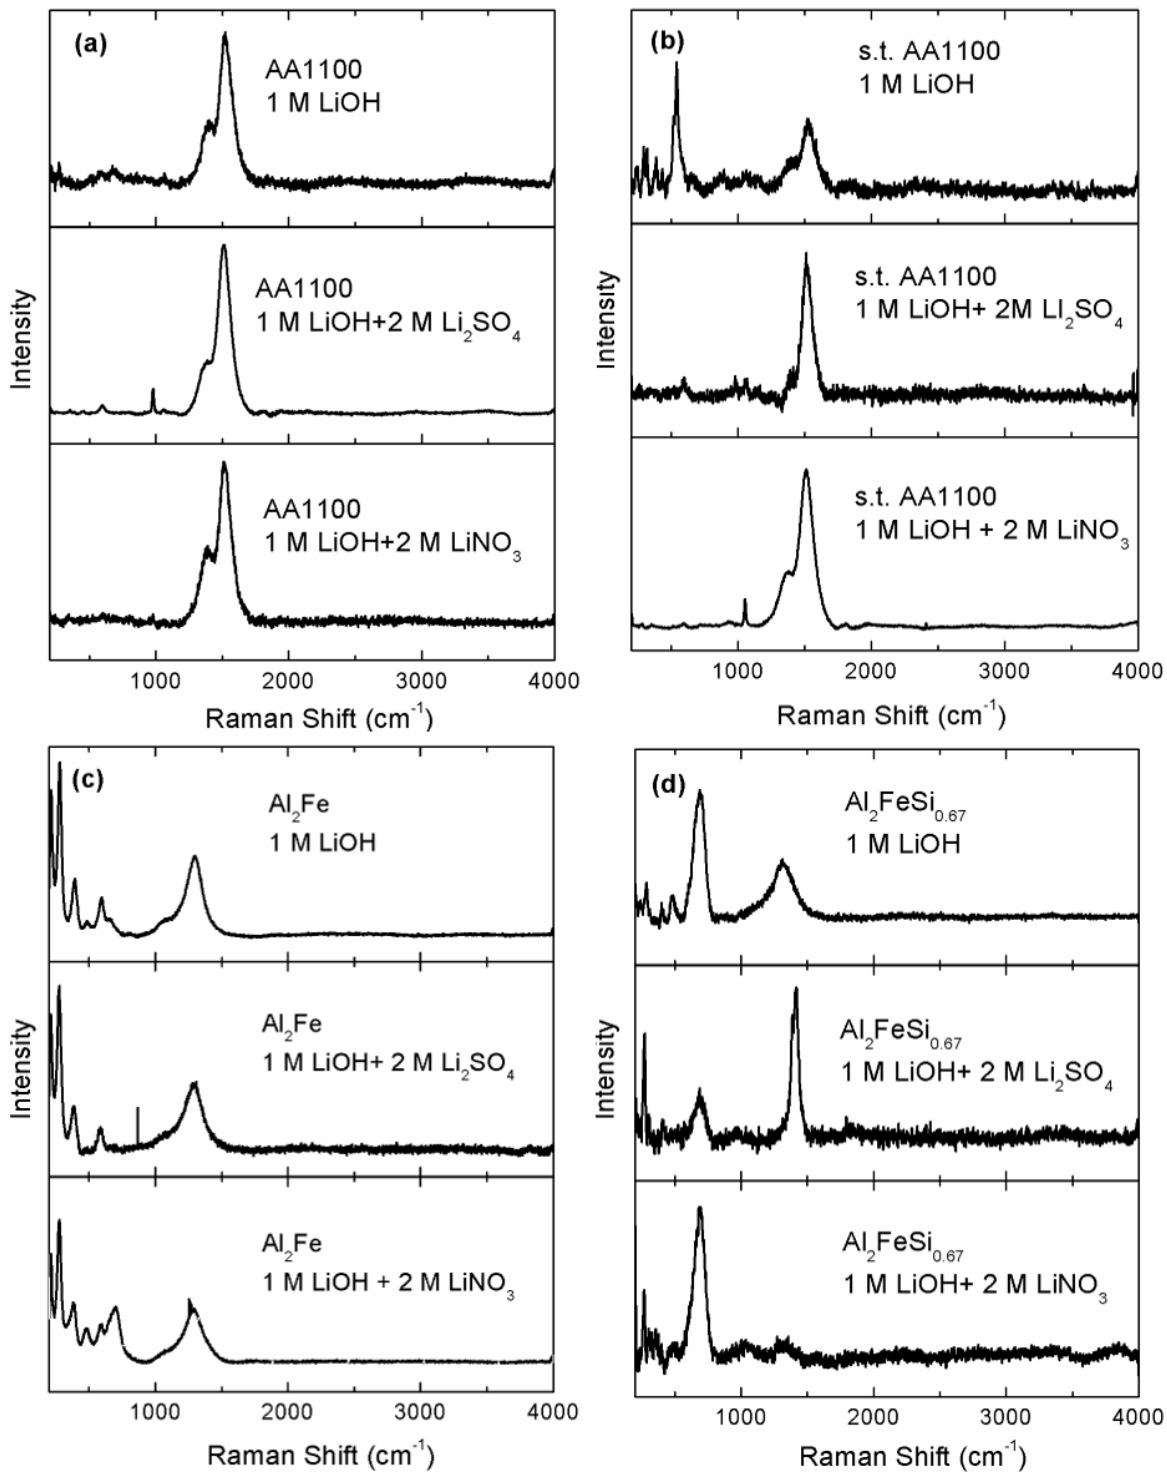 (a)
AA1100
1 M LiOH
AA1100
1 M LiOH+2 M Li₂SO₄
AA1100
1 M LiOH+2 M LiNO₃
Intensity
1000 2000 3000 4000
Raman Shift (cm⁻¹)
(b)
s.t. AA1100
1 M LiOH
s.t. AA1100
1 M LiOH+ 2M LI₂SO₄
s.t. AA1100
1 M LiOH + 2 M LiNO₃
Intensity
1000 2000 3000 4000
Raman Shift (cm⁻¹)
(c)
Al₂Fe
1 M LiOH
Al₂Fe
1 M LiOH+ 2 M Li₂SO₄
Al₂Fe
1 M LiOH + 2 M LiNO₃
Intensity
1000 2000 3000 4000
Raman Shift (cm⁻¹)
(d)
Al₂FeSi₀.₆₇
1 M LiOH
Al₂FeSi₀.₆₇
1 M LiOH+ 2 M Li₂SO₄
Al₂FeSi₀.₆₇
1 M LiOH+ 2 M LiNO₃
Intensity
1000 2000 3000 4000
Raman Shift (cm⁻¹)